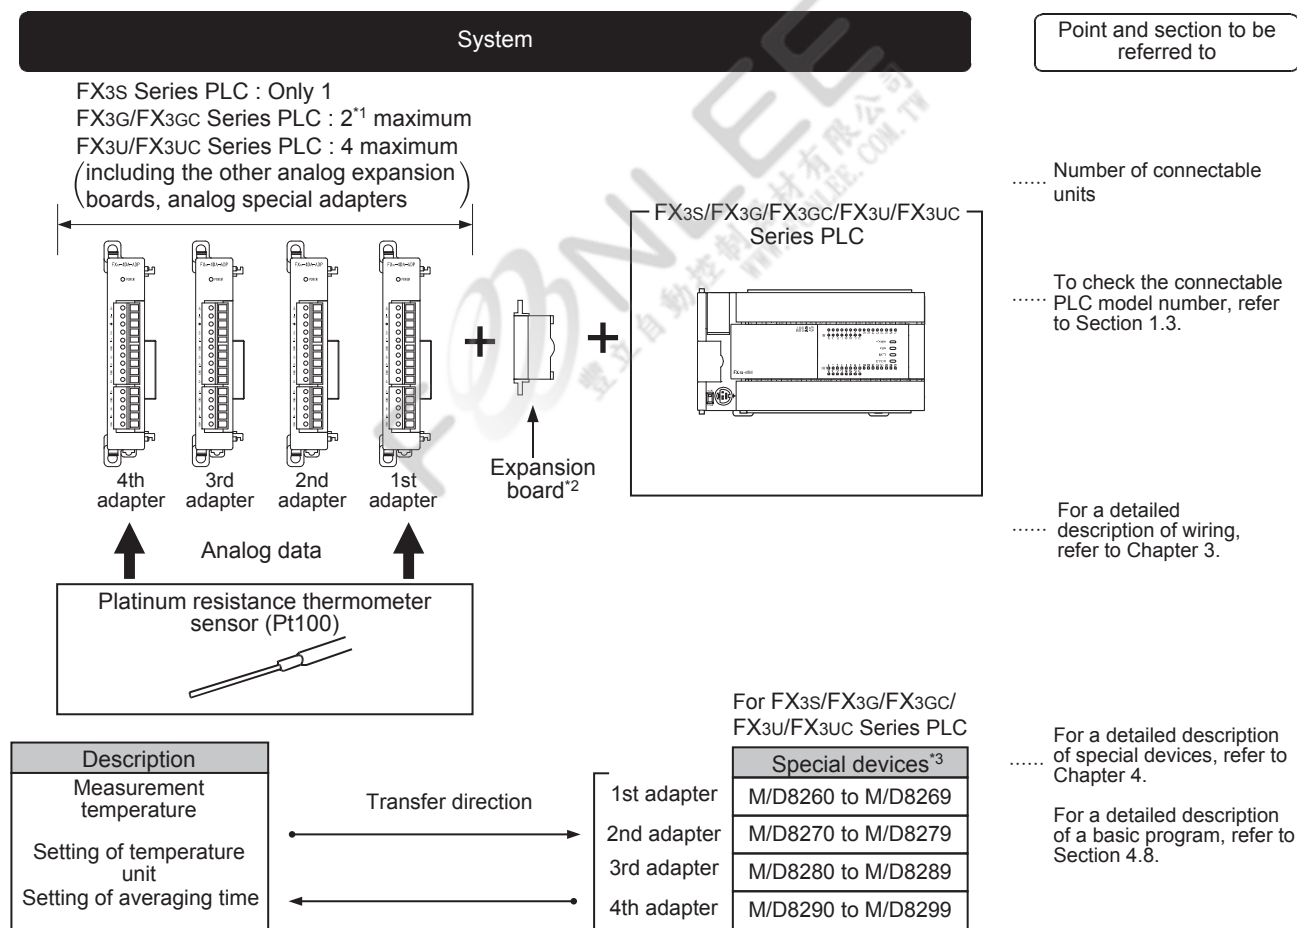 System
Point and section to be
referred to
FX3S Series PLC : Only 1
FX3G/FX3GC Series PLC : 2*1 maximum
FX3U/FX3UC Series PLC : 4 maximum
(including the other analog expansion
boards, analog special adapters)
Number of connectable
units
FX3S/FX3G/FX3GC/FX3U/FX3UC
Series PLC
To check the connectable
PLC model number, refer
to Section 1.3.
4th
adapter
3rd
adapter
2nd
adapter
1st
adapter
Expansion
board*2
Analog data
For a detailed
description of wiring,
refer to Chapter 3.
Platinum resistance thermometer
sensor (Pt100)
For FX3S/FX3G/FX3GC/
FX3U/FX3UC Series PLC
Description
Measurement
temperature
Setting of temperature
unit
Setting of averaging time
Transfer direction
Special devices*3
1st adapter M/D8260 to M/D8269
2nd adapter M/D8270 to M/D8279
3rd adapter M/D8280 to M/D8289
4th adapter M/D8290 to M/D8299
For a detailed description
of special devices, refer to
Chapter 4.
For a detailed description
of a basic program, refer to
Section 4.8.